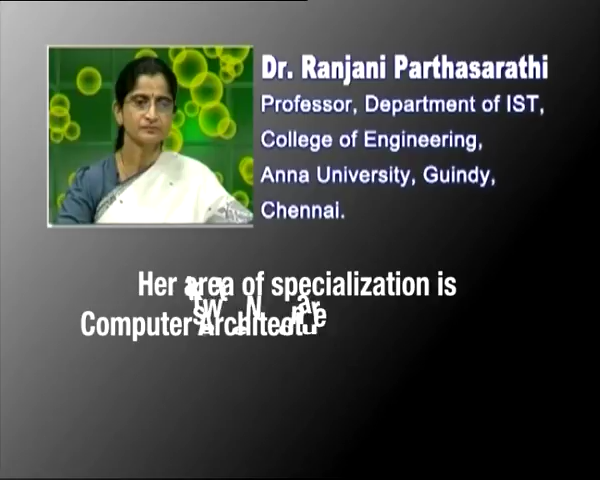 Dr. Ranjani Parthasarathi
Professor, Department of IST,
College of Engineering,
Anna University, Guindy,
Chennai.
Her area of specialization is
Computer